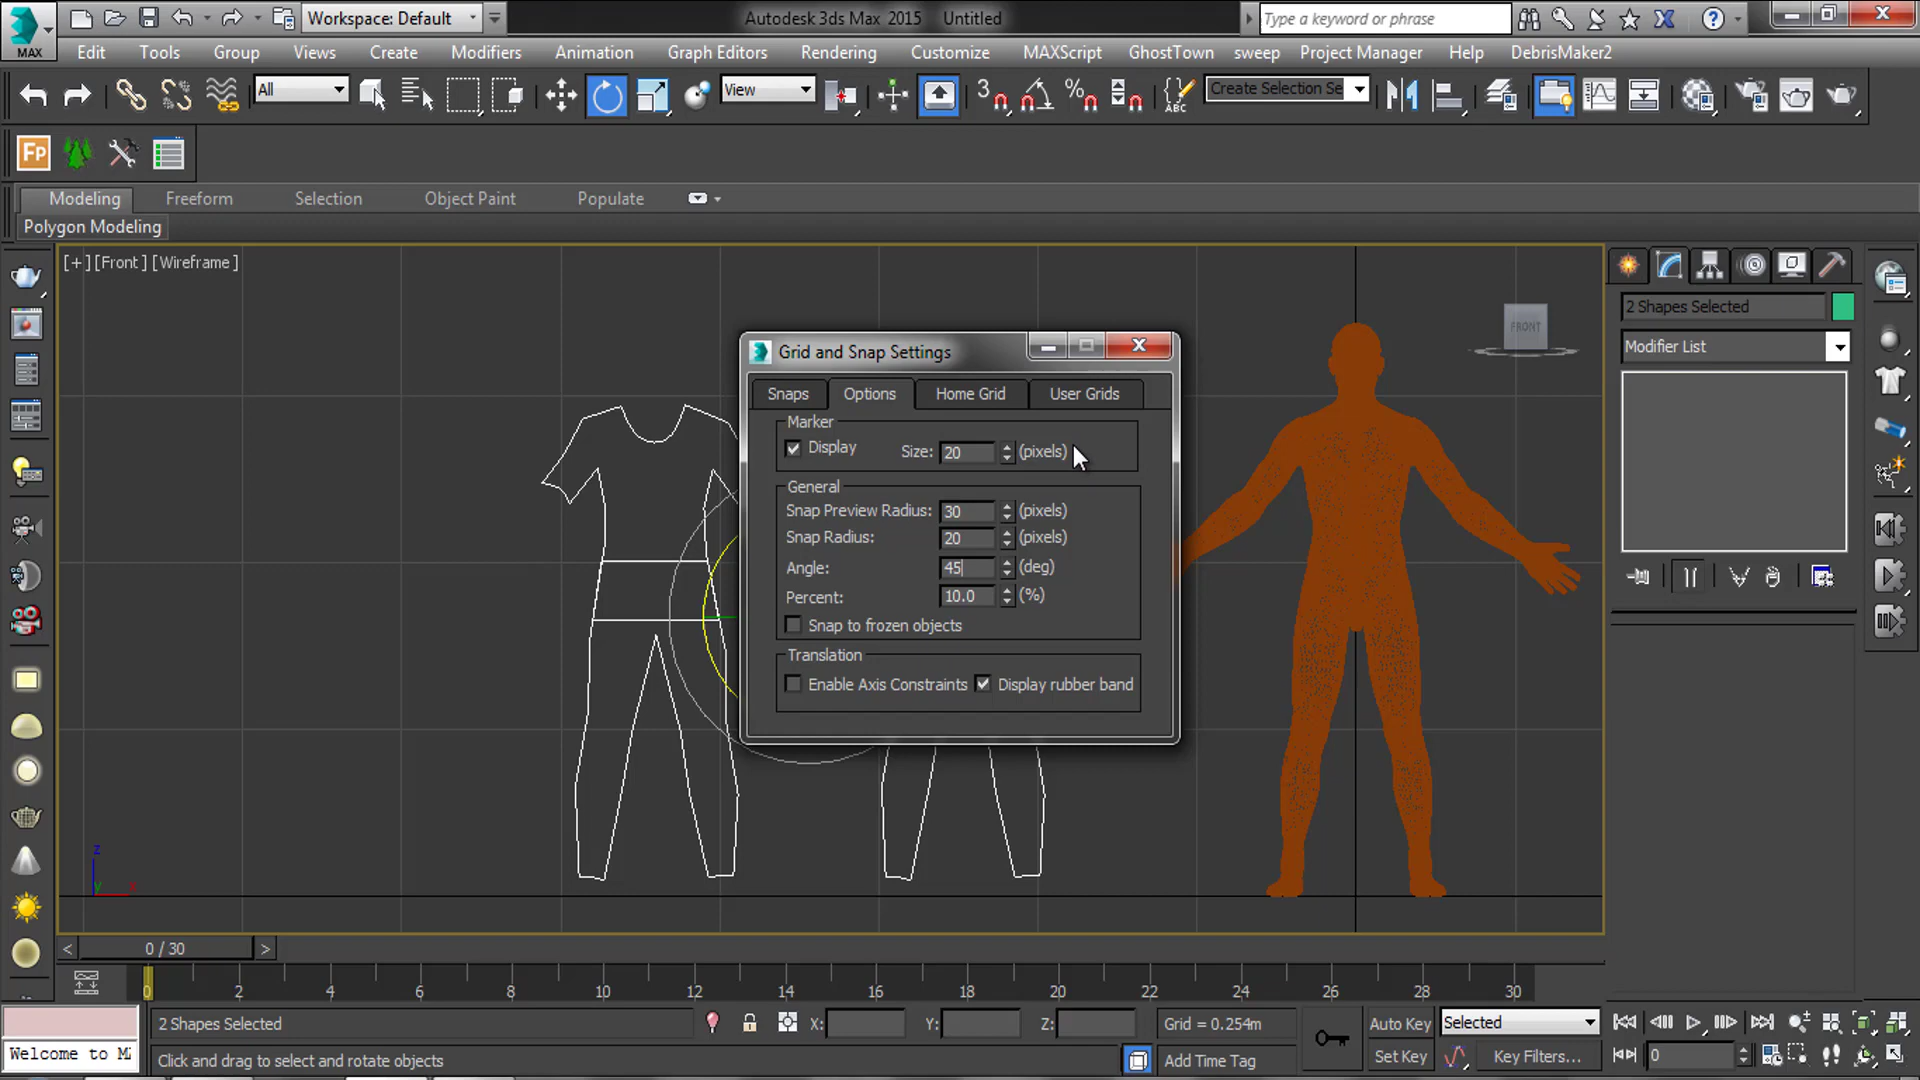 MAX
Workspace: Default
Autodesk 3ds Max 2015 Untitled
Type a keyword or phrase
Edit Tools Group Views Create Modifiers Animation Graph Editors Rendering Customize MAXScript GhostTown sweep Project Manager Help DebrisMaker2
All
View
3
%
ABC
Create Selection Se
Fp
Modeling Freeform Selection Object Paint Populate
Polygon Modeling
[+][Front][Wireframe]
FRONT
2 Shapes Selected
Modifier List
Grid and Snap Settings
Snaps Options Home Grid User Grids
Marker
Display Size: 20 (pixels)
General
Snap Preview Radius: 30 (pixels)
Snap Radius: 20 (pixels)
Angle: 45 (deg)
Percent: 10.0 (%)
Snap to frozen objects
Translation
Enable Axis Constraints Display rubber band
z
y x
< 0 / 30 >
0 2 4 6 8 10 12 14 16 18 20 22 24 26 28 30
2 Shapes Selected X: Y: Z: Grid = 0.254m Auto Key Selected
Welcome to M
Click and drag to select and rotate objects Add Time Tag Set Key Key Filters... 0